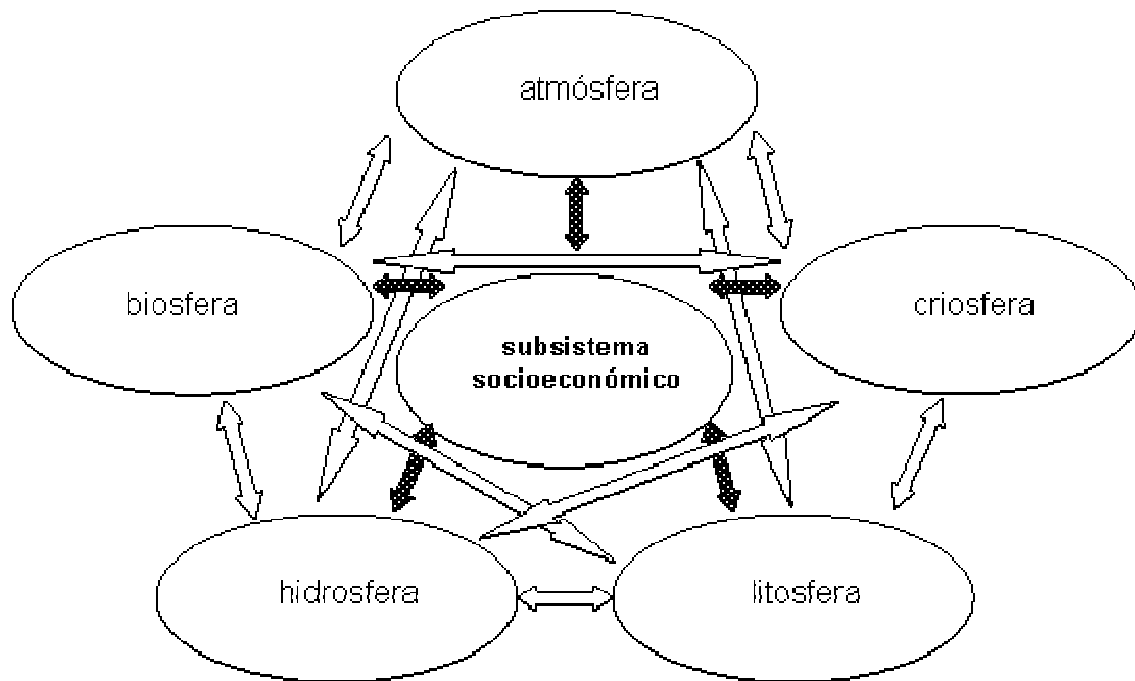 atmósfera
biosfera
criosfera
subsistema
socioeconómico
hidrosfera
litosfera